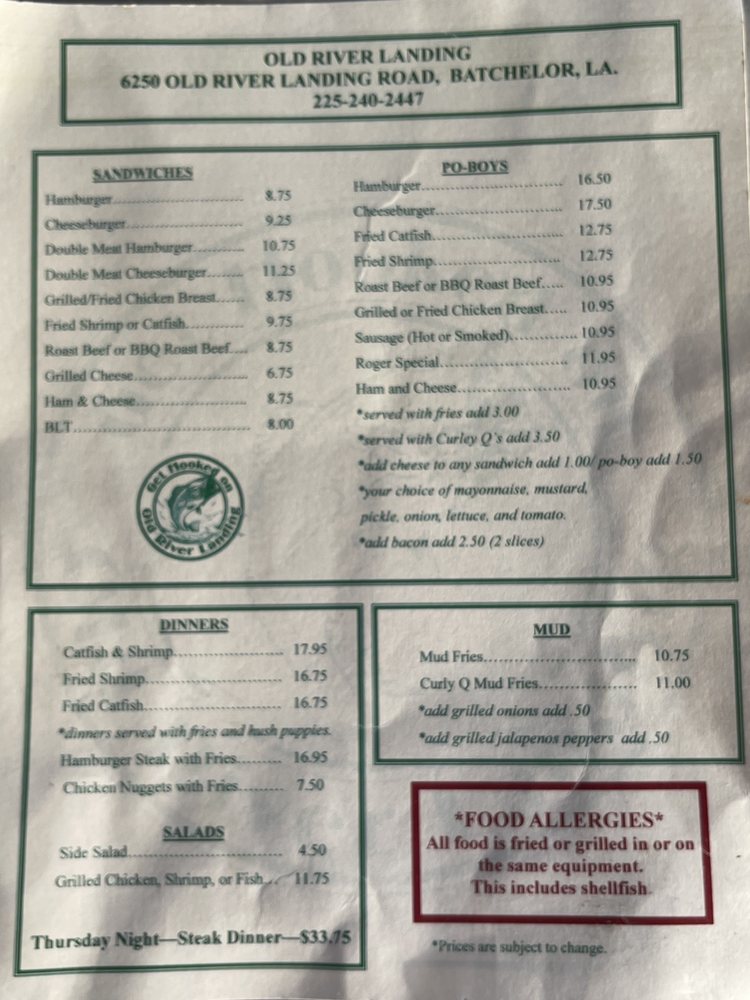 OLD RIVER LANDING
6250 OLD RIVER LANDING ROAD, BATCHELOR, LA.
225-240-2447
SANDWICHES
Hamburger 8.75
Cheeseburger 9.25
Double Meat Hamburger 10.75
Double Meat Cheeseburger 11.25
Grilled/Fried Chicken Breast 8.75
Fried Shrimp or Catfish 9.75
Roast Beef or BBQ Roast Beef 8.75
Grilled Cheese 6.75
Ham & Cheese 8.75
BLT 8.00
Get Hooked on
Old River Landing
PO-BOYS
Hamburger 16.50
Cheeseburger 17.50
Fried Catfish 12.75
Fried Shrimp 12.75
Roast Beef or BBQ Roast Beef 10.95
Grilled or Fried Chicken Breast 10.95
Sausage (Hot or Smoked) 10.95
Roger Special 11.95
Ham and Cheese 10.95
*served with fries add 3.00
*served with Curley Q's add 3.50
*add cheese to any sandwich add 1.00/ po-boy add 1.50
*your choice of mayonnaise, mustard,
pickle, onion, lettuce, and tomato.
*add bacon add 2.50 (2 slices)
DINNERS
Catfish & Shrimp 17.95
Fried Shrimp 16.75
Fried Catfish 16.75
*dinners served with fries and hush puppies.
Hamburger Steak with Fries 16.95
Chicken Nuggets with Fries 7.50
SALADS
Side Salad 4.50
Grilled Chicken, Shrimp, or Fish 11.75
Thursday Night—Steak Dinner—$33.75
MUD
Mud Fries 10.75
Curly Q Mud Fries 11.00
*add grilled onions add .50
*add grilled jalapenos peppers add .50
*FOOD ALLERGIES*
All food is fried or grilled in or on
the same equipment.
This includes shellfish.
*Prices are subject to change.